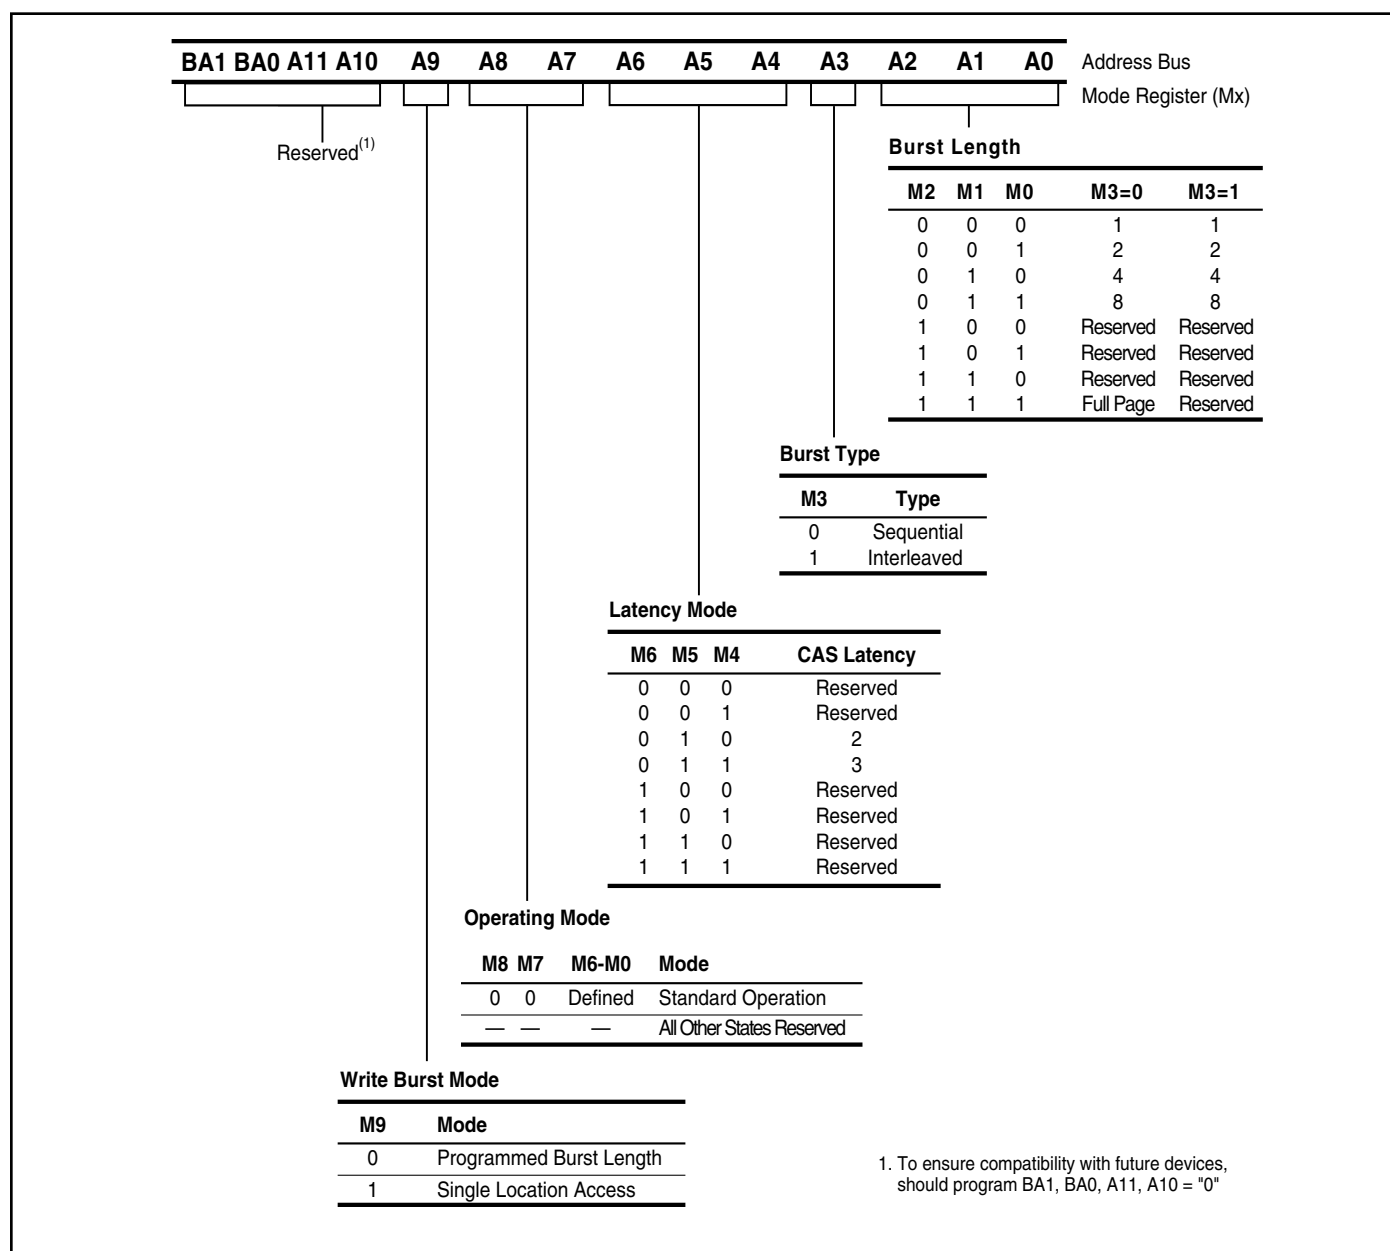 BA1 BA0 A11 A10 A9 A8 A7 A6 A5 A4 A3 A2 A1 A0 Address Bus
Mode Register (Mx)
Reserved(1)
Burst Length
M2 M1 M0 M3=0 M3=1
0 0 0 1 1
0 0 1 2 2
0 1 0 4 4
0 1 1 8 8
1 0 0 Reserved Reserved
1 0 1 Reserved Reserved
1 1 0 Reserved Reserved
1 1 1 Full Page Reserved
Burst Type
M3 Type
0 Sequential
1 Interleaved
Latency Mode
M6 M5 M4 CAS Latency
0 0 0 Reserved
0 0 1 Reserved
0 1 0 2
0 1 1 3
1 0 0 Reserved
1 0 1 Reserved
1 1 0 Reserved
1 1 1 Reserved
Operating Mode
M8 M7 M6-M0 Mode
0 0 Defined Standard Operation
— — — All Other States Reserved
Write Burst Mode
M9 Mode
0 Programmed Burst Length
1 Single Location Access
1. To ensure compatibility with future devices,
should program BA1, BA0, A11, A10 = "0"